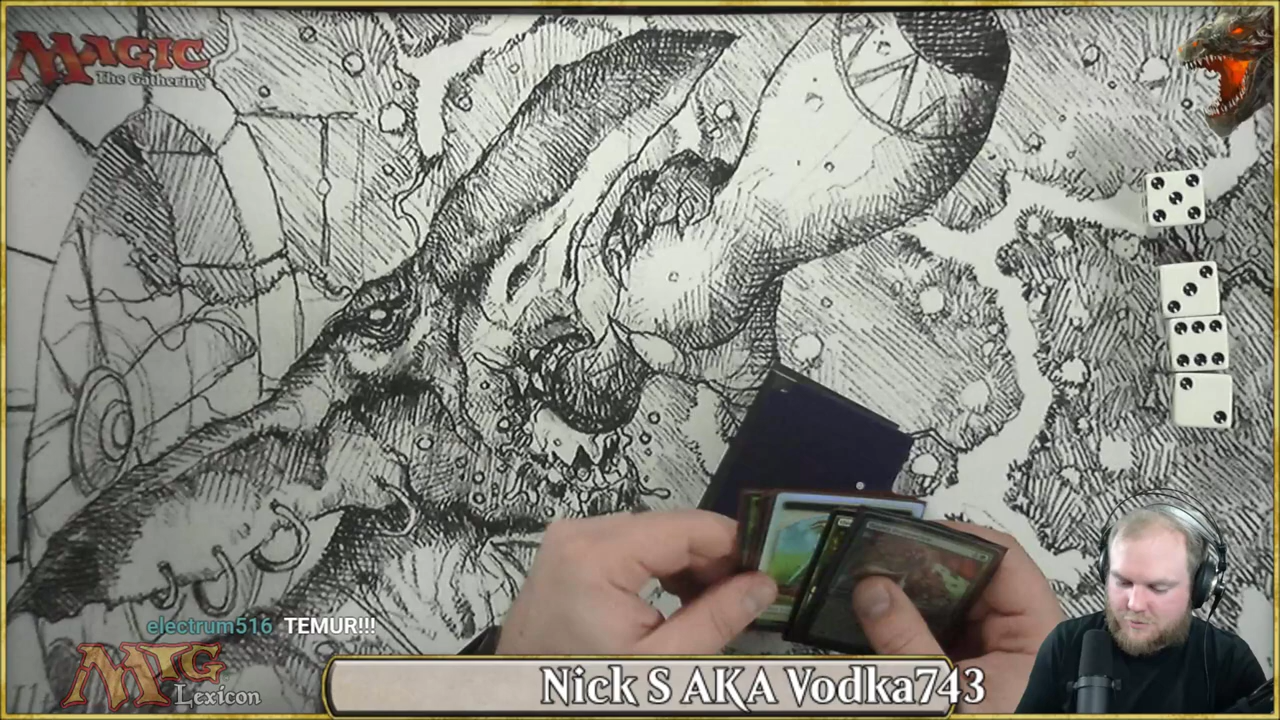 MAGIC
The Gathering
electrum516 TEMUR!!!
MTG
Lexicon
Nick S AKA Vodka743